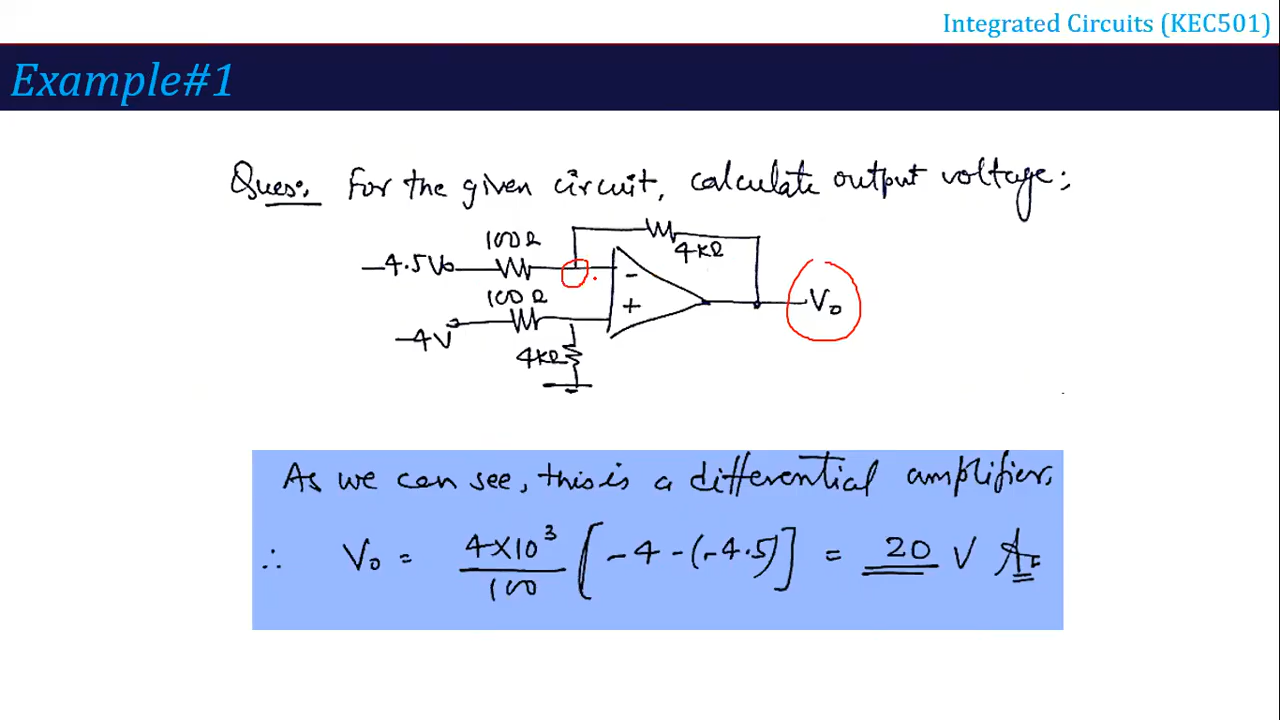 Integrated Circuits (KEC501)
Example#1
Ques:. For the given circuit, calculate output voltage:
100Ω
4KΩ
-4.5V
-
100Ω
+
Vo
-4V
4KΩ
As we can see, this is a differential amplifier.
∴ Vo = 4×10³/100 [-4-(-4.5)] = 20 V